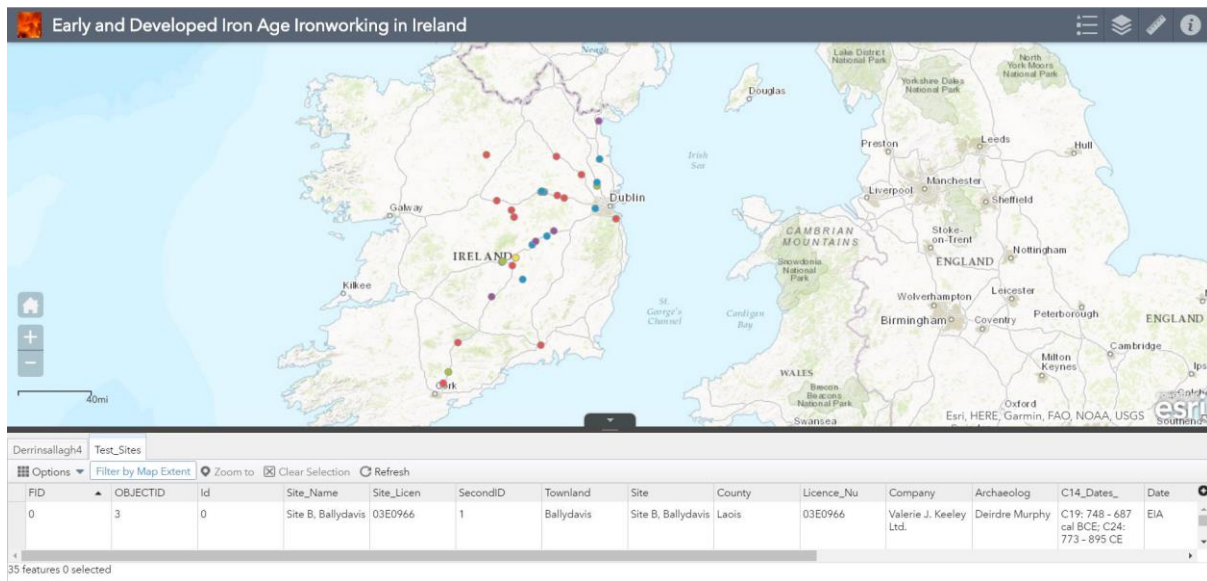 Early and Developed Iron Age Ironworking in Ireland
Neagh
Lake District
National Park
North
York Moors
National Park
Yorkshire Dales
National Park
Douglas
Leeds
Preston
Hull
Irish
Sea
Manchester
Liverpool
Sheffield
Dublin
Galway
CAMBRIAN
MOUNTAINS
Stoke-
on-Trent
Nottingham
IRELAND
ENGLAND
Snowdonia
National
Park
Kilkee
Leicester
Wolverhampton
St.
George's
Channel
Cardigan
Bay
Peterborough
ENGLAND
Birmingham
Coventry
Cambridge
Milton
Keynes
WALES
Ips
Cork
Brecon
Beacons
National Park
Oxford
40mi
Swansea
Esri, HERE, Garmin, FAO, NOAA, USGS
esri
Southend-
Derrinsallagh4 Test_Sites
Options Filter by Map Extent Zoom to Clear Selection Refresh
FID OBJECTID Id Site_Name Site_Licen SecondID Townland Site County Licence_Nu Company Archaeolog C14_Dates_ Date
0 3 0 Site B, Ballydavis 03E0966 1 Ballydavis Site B, Ballydavis Laois 03E0966 Valerie J. Keeley Deirdre Murphy C19: 748 - 687 EIA
Ltd. cal BCE; C24:
773 - 895 CE
35 features 0 selected